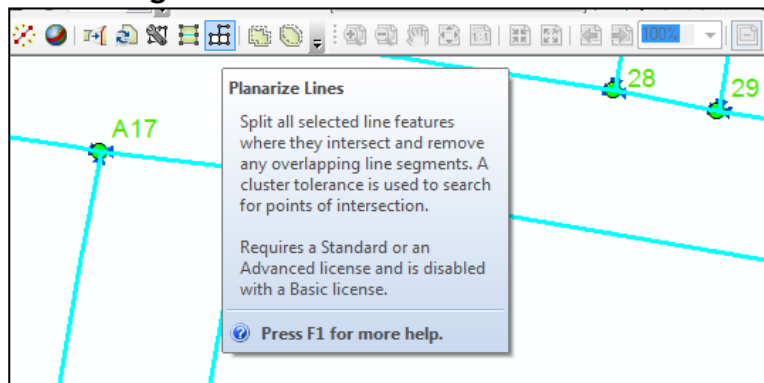 100%
Planarize Lines
Split all selected line features
where they intersect and remove
any overlapping line segments. A
cluster tolerance is used to search
for points of intersection.
Requires a Standard or an
Advanced license and is disabled
with a Basic license.
Press F1 for more help.
A17
28
29